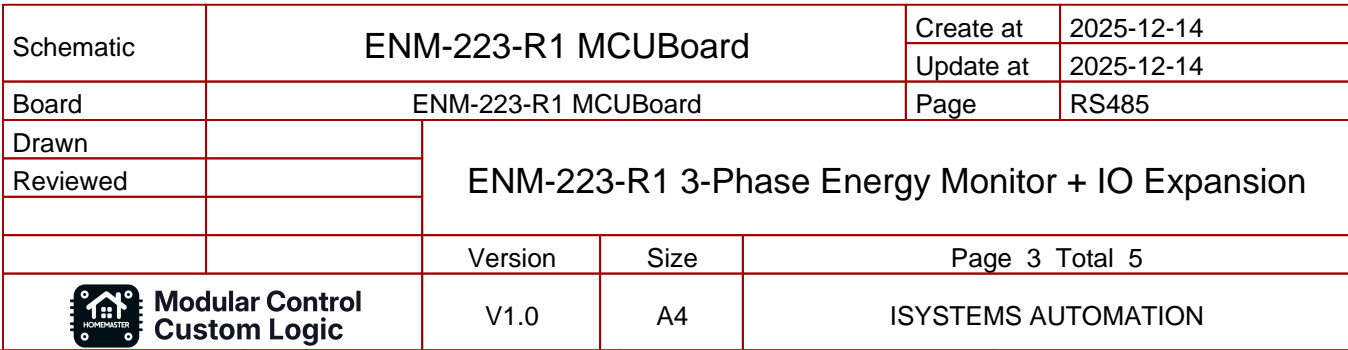 Schematic
ENM-223-R1 MCUBoard
Create at
2025-12-14
Update at
2025-12-14
Board
ENM-223-R1 MCUBoard
Page
RS485
Drawn
Reviewed
ENM-223-R1 3-Phase Energy Monitor + IO Expansion
Version
Size
Page 3 Total 5
HOMEMASTER
Modular Control
Custom Logic
V1.0
A4
ISYSTEMS AUTOMATION